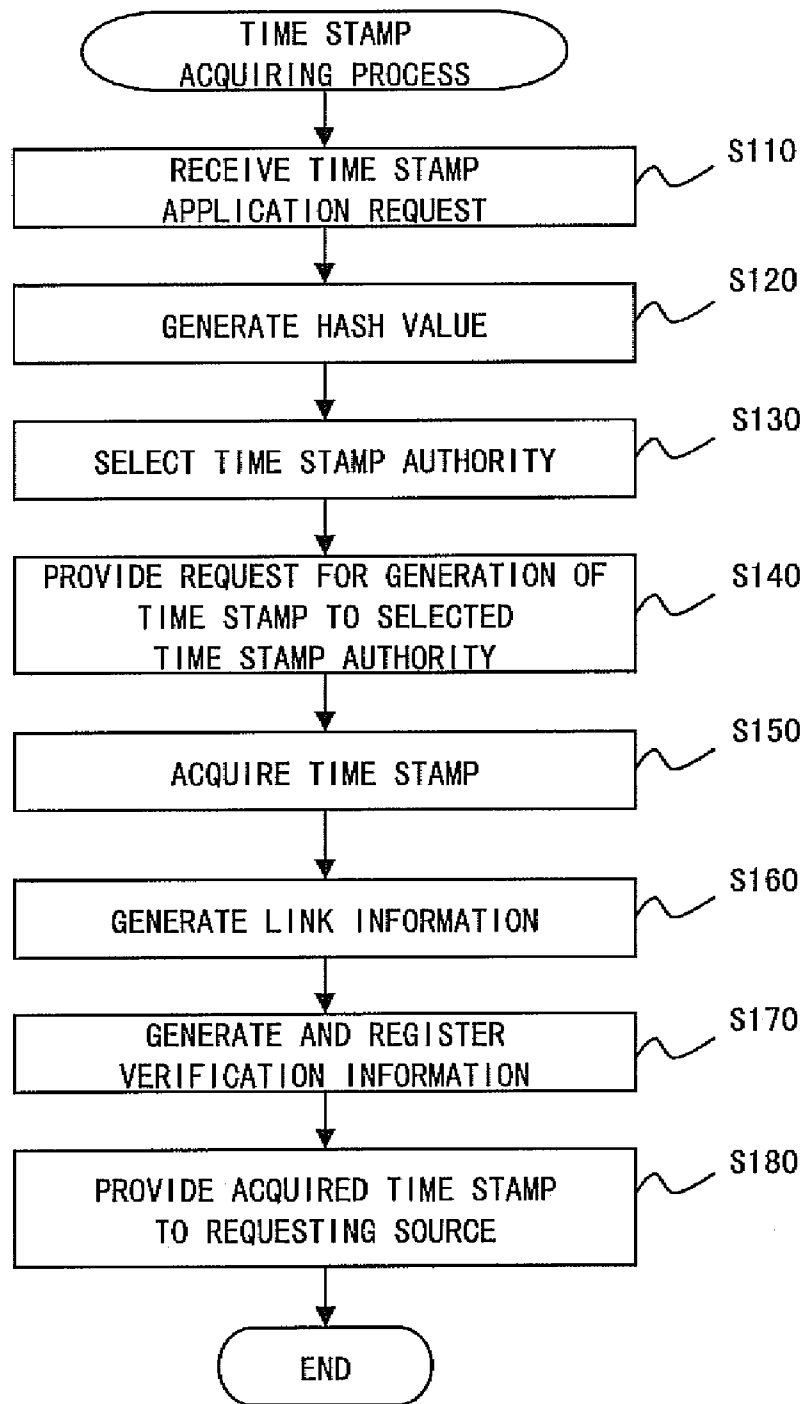 TIME STAMP
ACQUIRING PROCESS
RECEIVE TIME STAMP
APPLICATION REQUEST
S110
GENERATE HASH VALUE
S120
SELECT TIME STAMP AUTHORITY
S130
PROVIDE REQUEST FOR GENERATION OF
TIME STAMP TO SELECTED
TIME STAMP AUTHORITY
S140
ACQUIRE TIME STAMP
S150
GENERATE LINK INFORMATION
S160
GENERATE AND REGISTER
VERIFICATION INFORMATION
S170
PROVIDE ACQUIRED TIME STAMP
TO REQUESTING SOURCE
S180
END